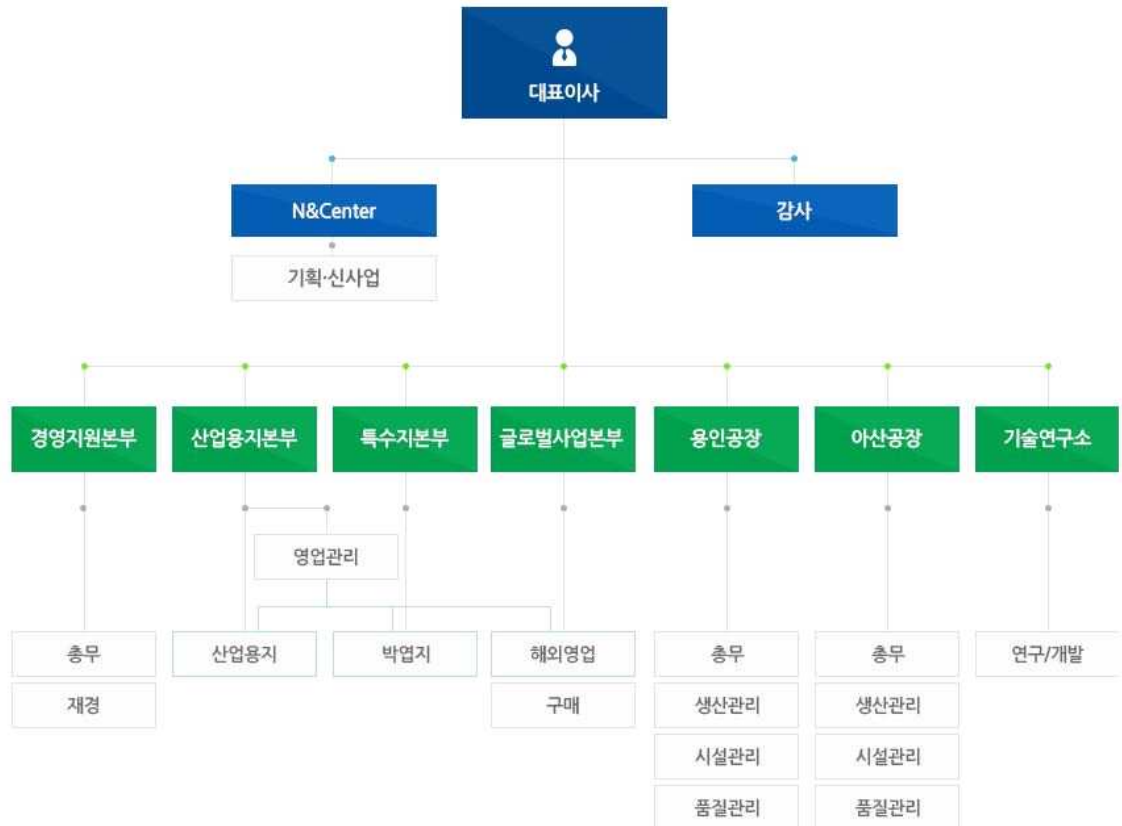 대표이사
N&Center
감사
기획·신사업
경영지원본부
산업용지본부
특수지본부
글로벌사업본부
용인공장
아산공장
기술연구소
영업관리
총무
산업용지
박엽지
해외영업
총무
총무
연구/개발
재경
구매
생산관리
생산관리
시설관리
시설관리
품질관리
품질관리